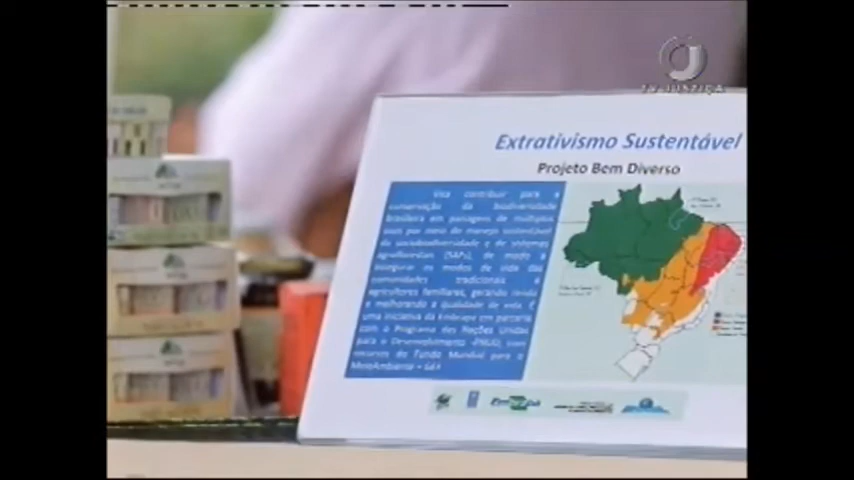 TV JUSTIÇA
Extrativismo Sustentável
Projeto Bem Diverso
Visa contribuir para a
conservação da biodiversidade
brasileira em paisagens de múltiplos
usos por meio do manejo sustentável
da sociobiodiversidade e de sistemas
agroflorestais (SAFs), de modo a
assegurar os modos de vida das
comunidades tradicionais e
agricultores familiares, gerando renda
e melhorando a qualidade de vida. É
uma iniciativa da Embrapa em parceria
com o Programa das Nações Unidas
para o Desenvolvimento -PNUD, com
recursos do Fundo Mundial para o
MeioAmbiente - GEF
Embrapa